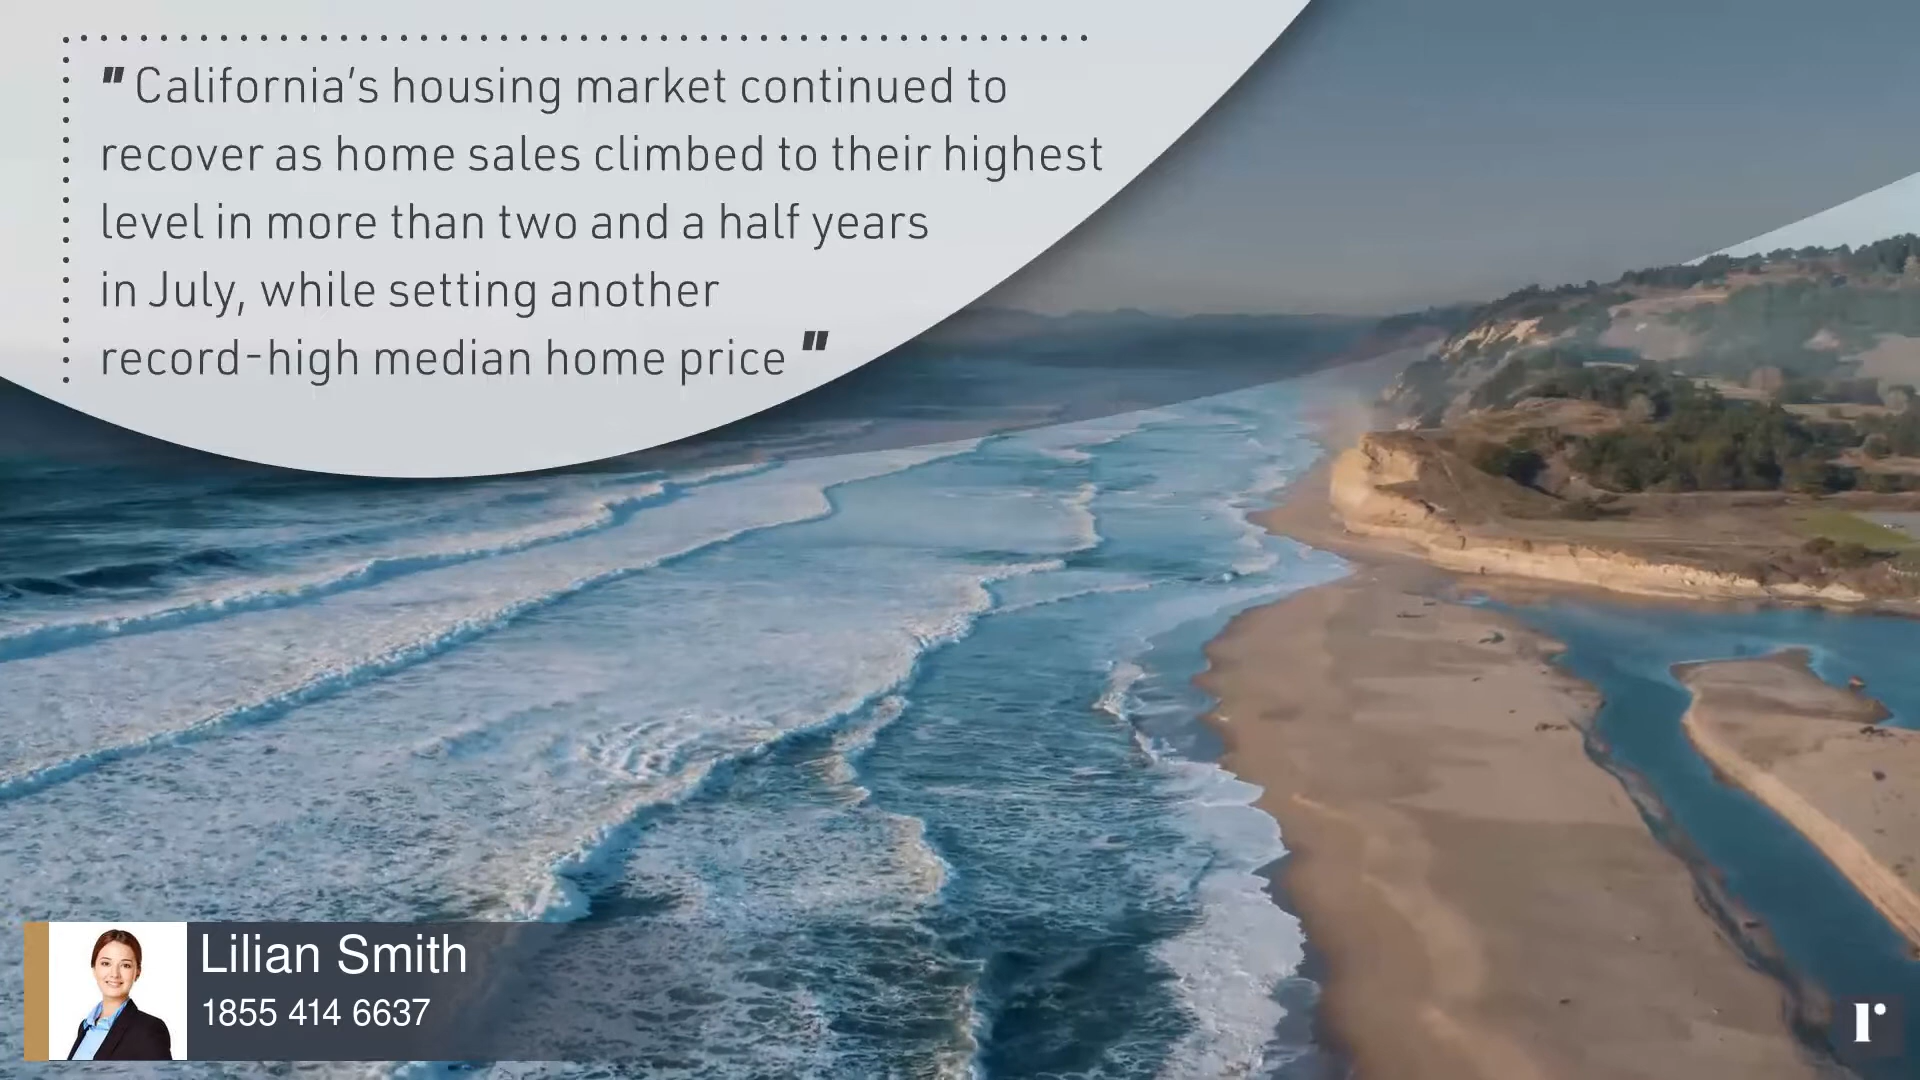 " California's housing market continued to
recover as home sales climbed to their highest
level in more than two and a half years
in July, while setting another
record-high median home price "
Lilian Smith
1855 414 6637
r